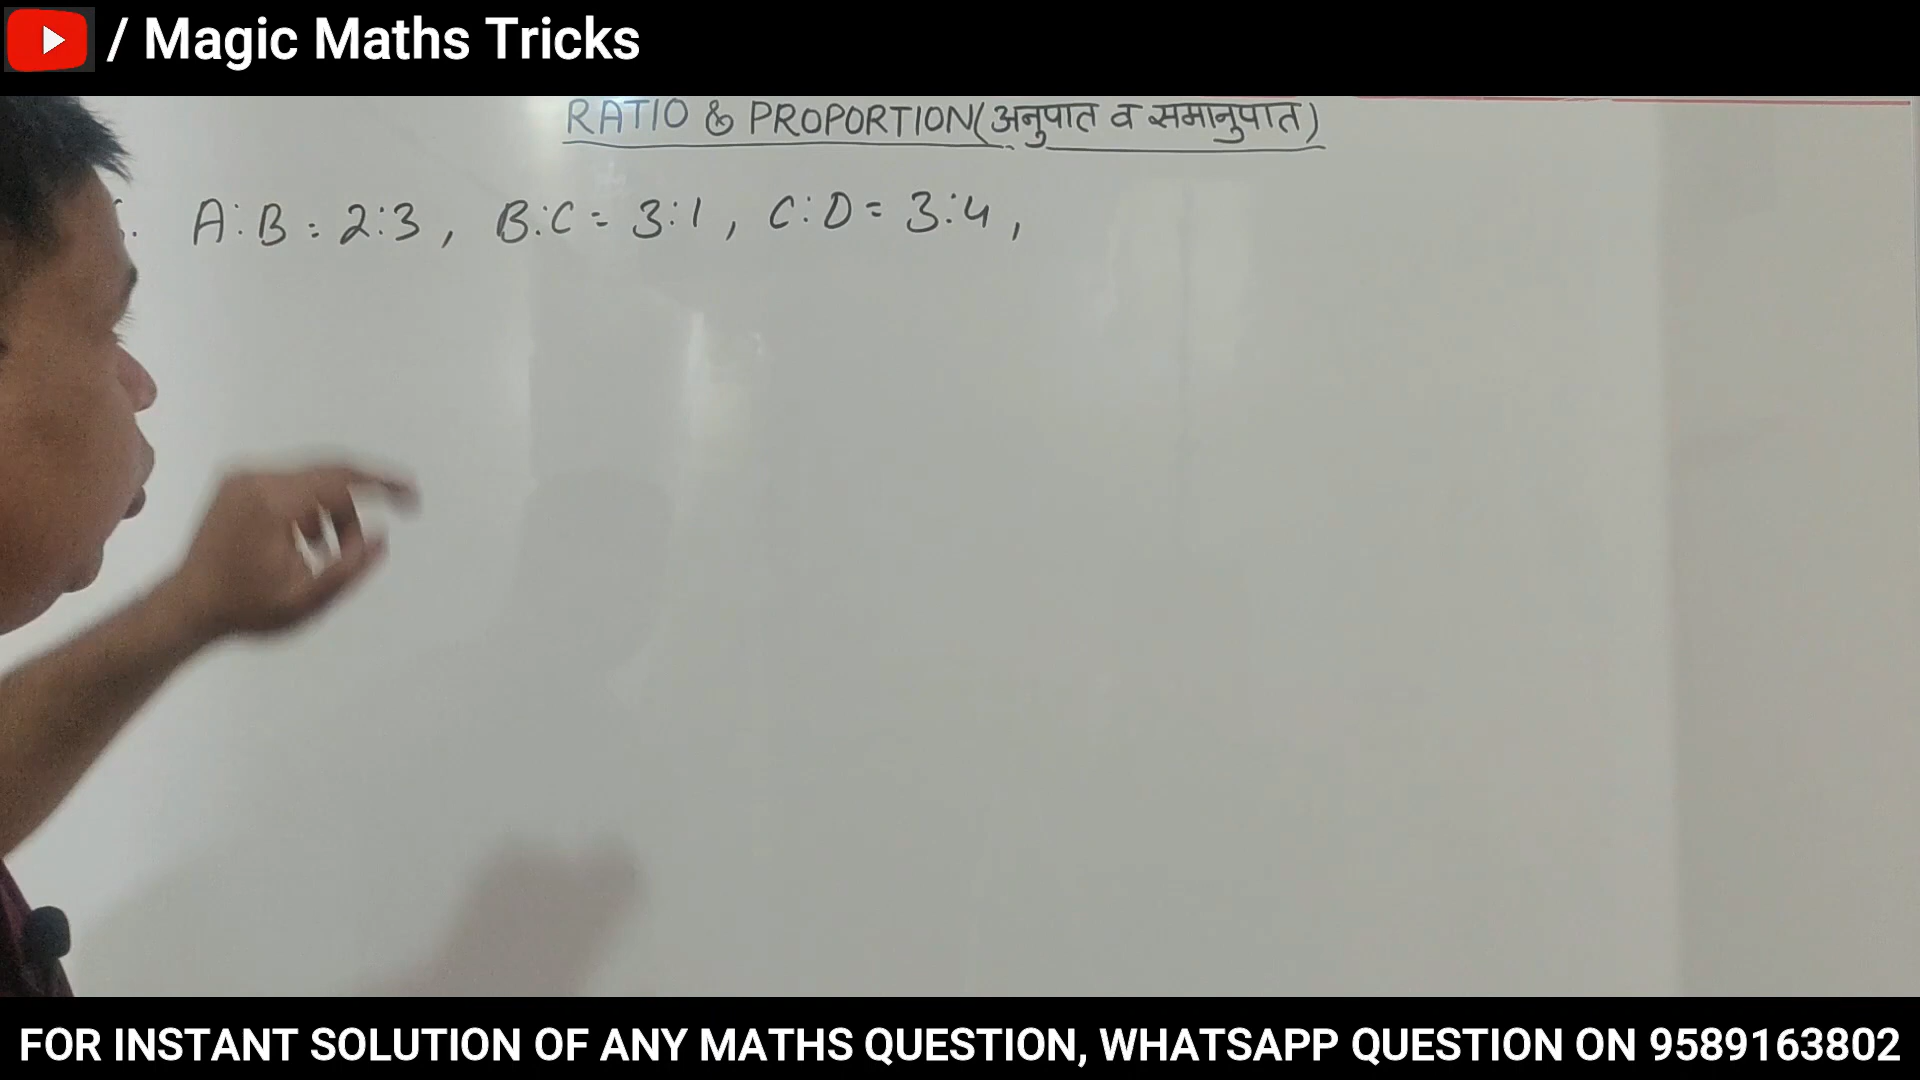 / Magic Maths Tricks
RATIO & PROPORTION(अनुपात व समानुपात)
A:B = 2:3, B:C = 3:1, C:D = 3:4,
FOR INSTANT SOLUTION OF ANY MATHS QUESTION, WHATSAPP QUESTION ON 9589163802